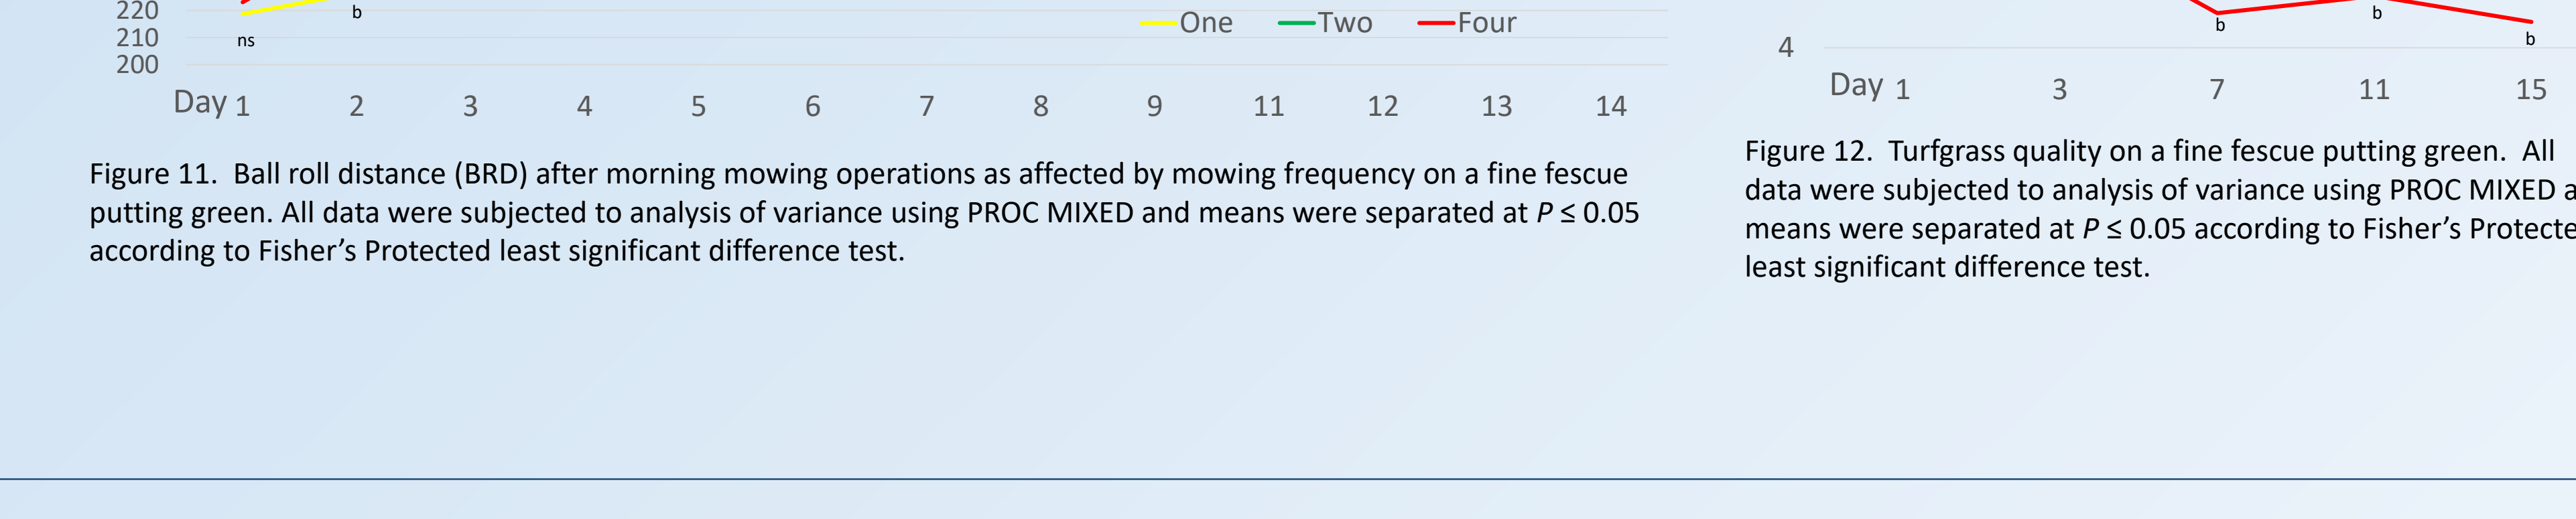 220
b
One Two Four
210
ns
200
Day 1 2 3 4 5 6 7 8 9 11 12 13 14
Figure 11.  Ball roll distance (BRD) after morning mowing operations as affected by mowing frequency on a fine fescue
putting green. All data were subjected to analysis of variance using PROC MIXED and means were separated at P ≤ 0.05
according to Fisher’s Protected least significant difference test.
b
b
b
4
Day 1 3 7 11 15
Figure 12.  Turfgrass quality on a fine fescue putting green.  All
data were subjected to analysis of variance using PROC MIXED
means were separated at P ≤ 0.05 according to Fisher’s Protecte
least significant difference test.